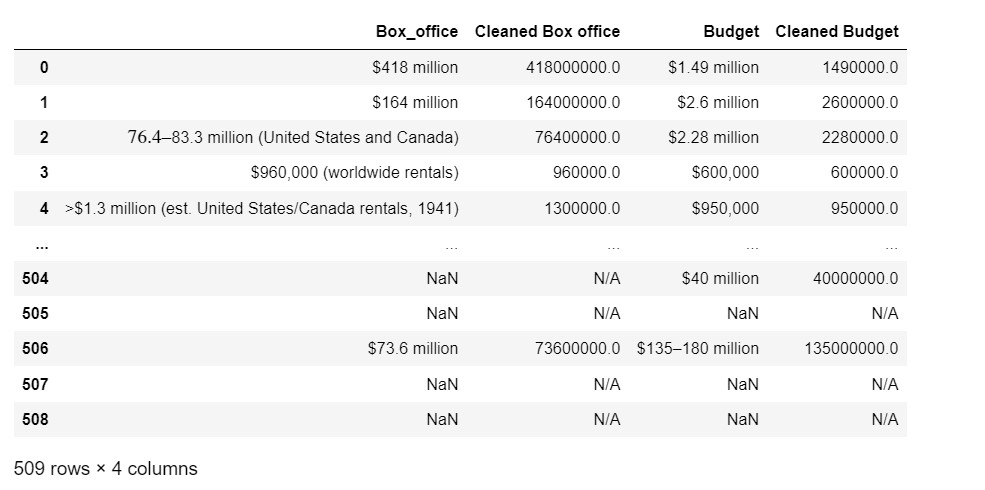 Box_office Cleaned Box office Budget Cleaned Budget
0 $418 million 418000000.0 $1.49 million 1490000.0
1 $164 million 164000000.0 $2.6 million 2600000.0
2 76.4–83.3 million (United States and Canada) 76400000.0 $2.28 million 2280000.0
3 $960,000 (worldwide rentals) 960000.0 $600,000 600000.0
4 >$1.3 million (est. United States/Canada rentals, 1941) 1300000.0 $950,000 950000.0
... ... ... ... ...
504 NaN N/A $40 million 40000000.0
505 NaN N/A NaN N/A
506 $73.6 million 73600000.0 $135–180 million 135000000.0
507 NaN N/A NaN N/A
508 NaN N/A NaN N/A
509 rows × 4 columns